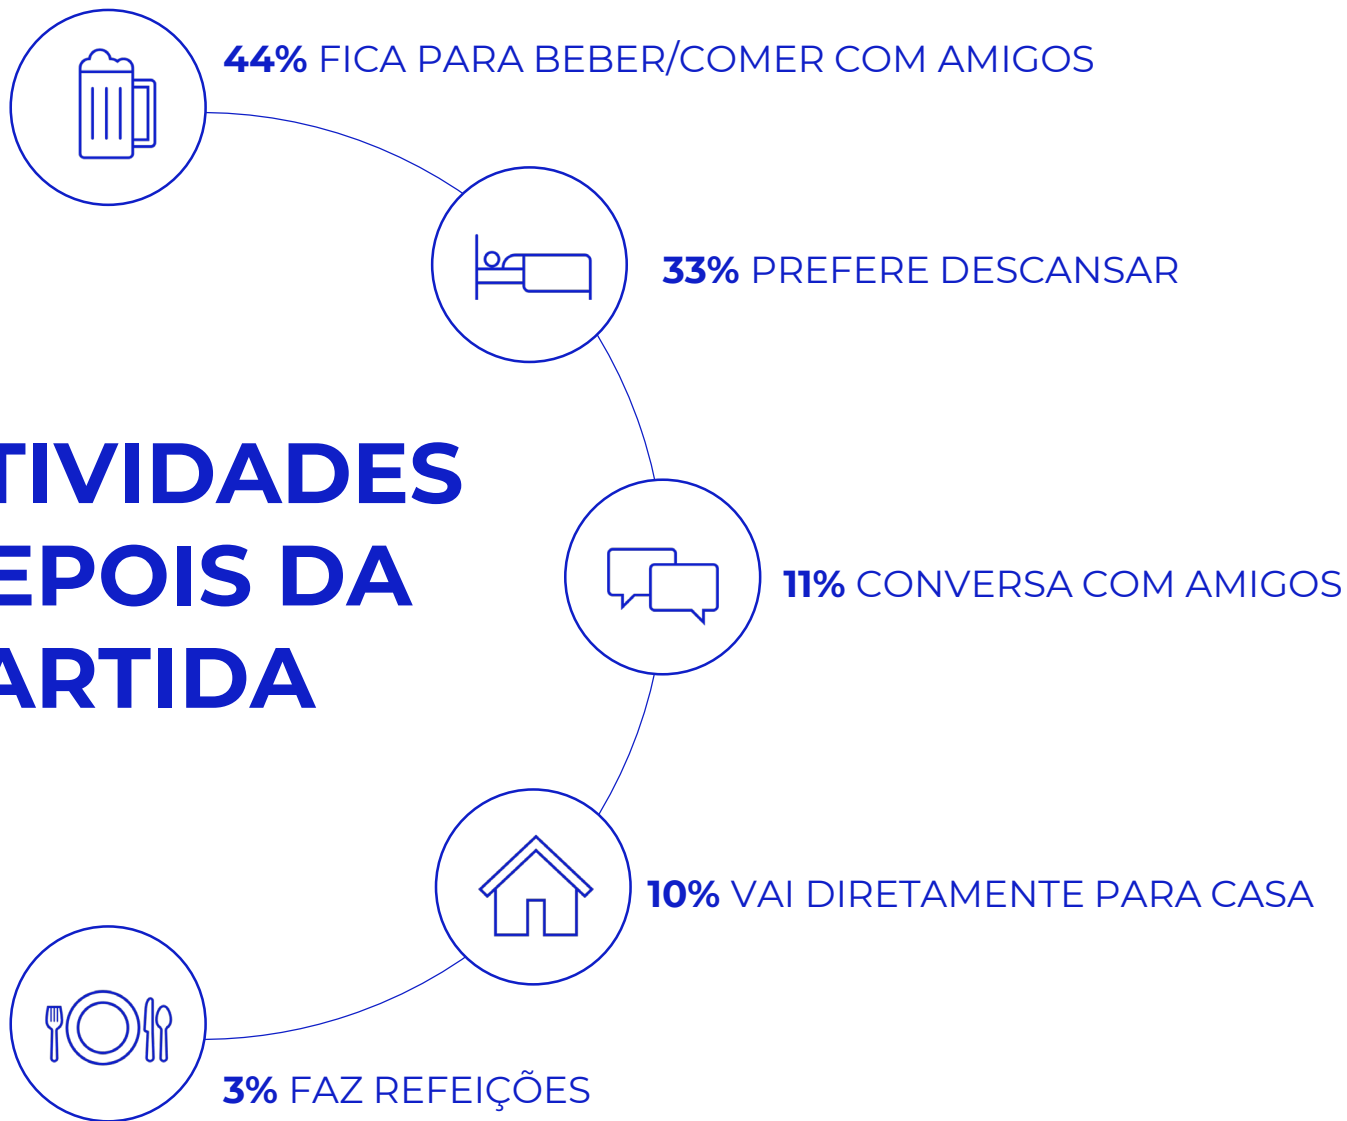 44% FICA PARA BEBER/COMER COM AMIGOS
33% PREFERE DESCANSAR
TIVIDADES
EPOIS DA
ARTIDA
11% CONVERSA COM AMIGOS
10% VAI DIRETAMENTE PARA CASA
3% FAZ REFEIÇÕES